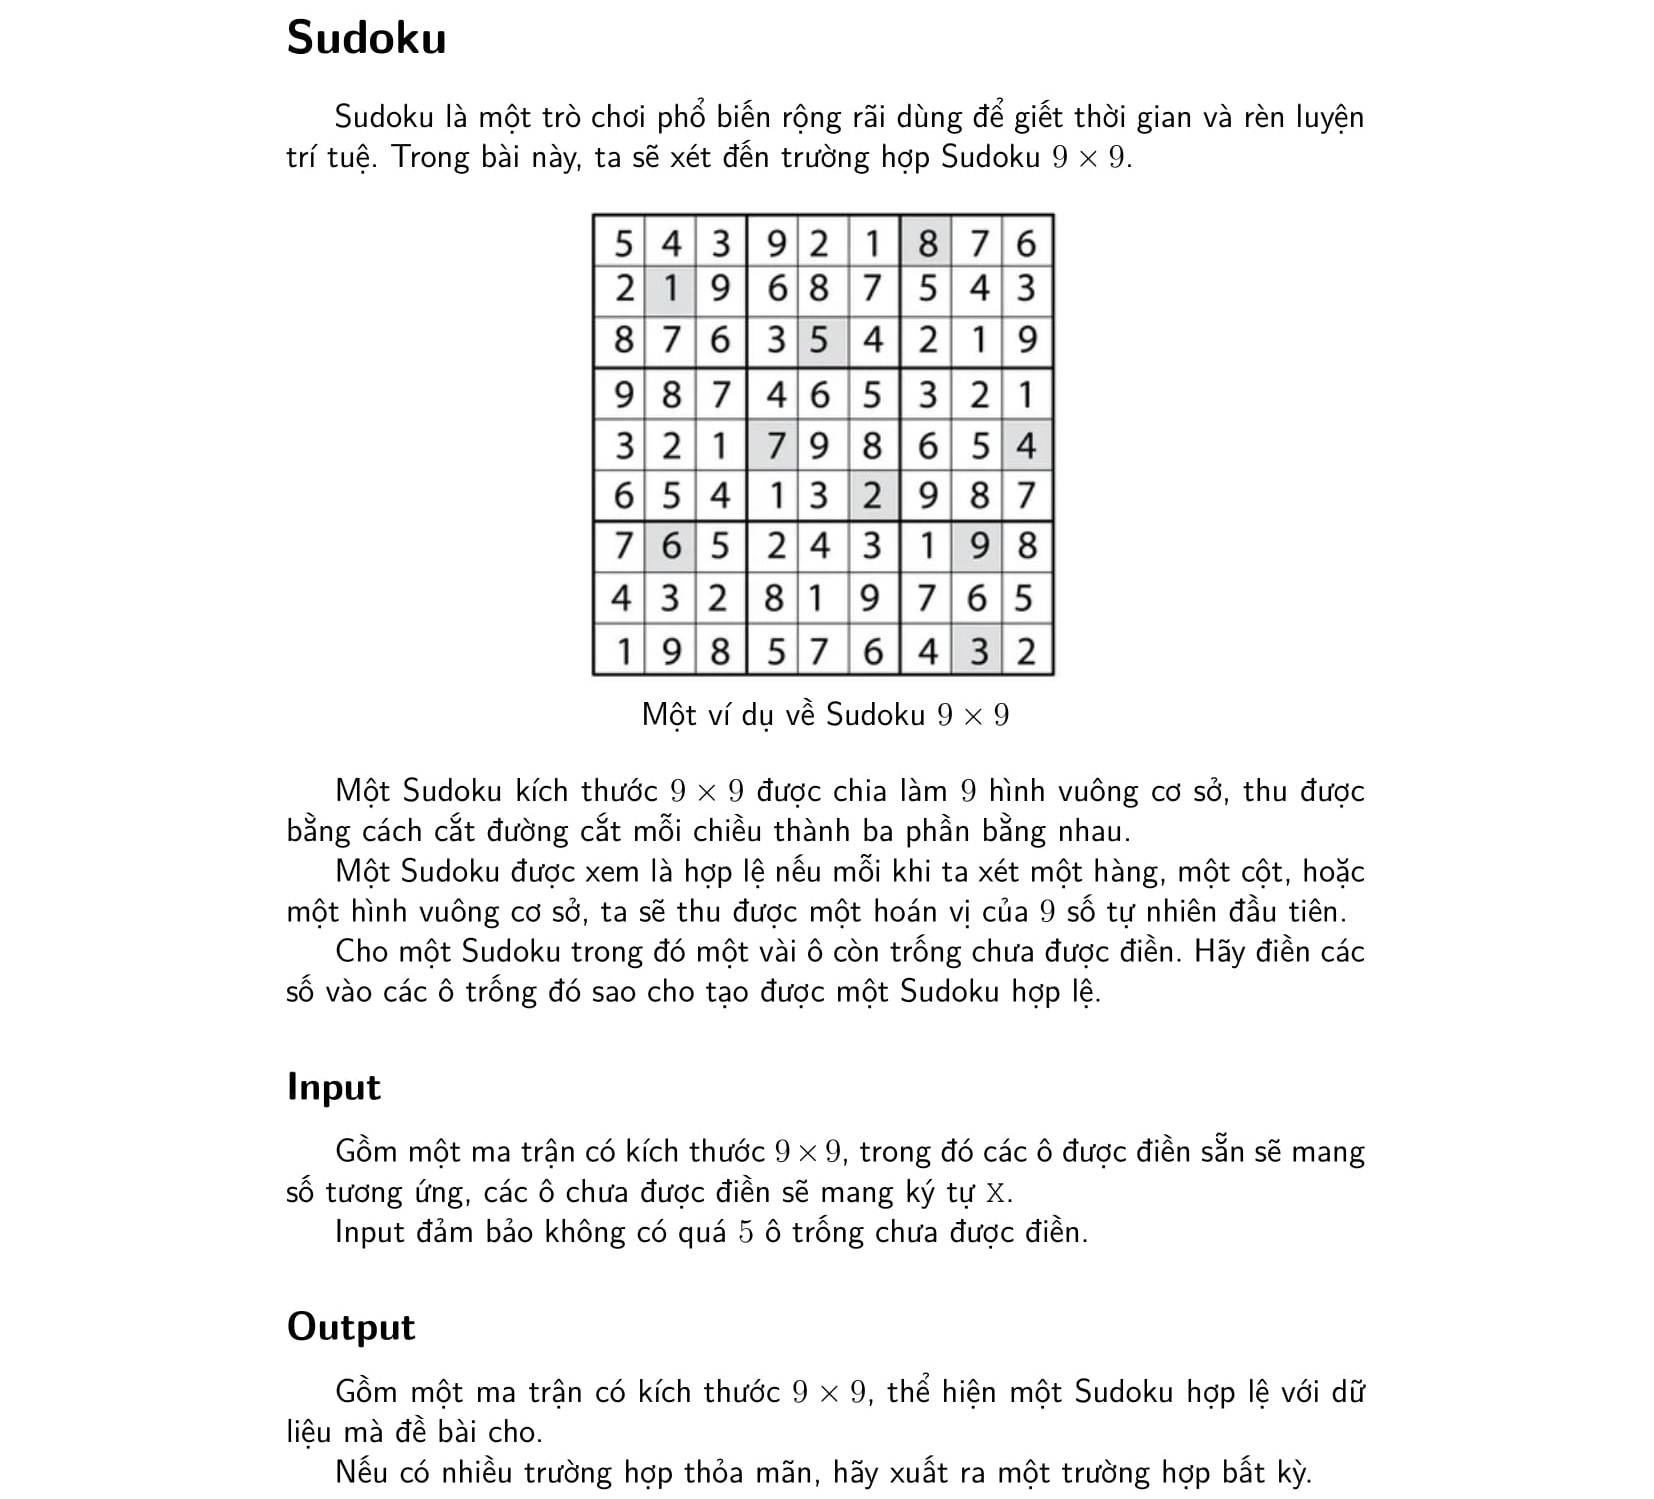 Sudoku
Sudoku là một trò chơi phổ biến rộng rãi dùng để giết thời gian và rèn luyện
trí tuệ. Trong bài này, ta sẽ xét đến trường hợp Sudoku 9 × 9.
5 4 3 9 2 1 8 7 6
2 1 9 6 8 7 5 4 3
8 7 6 3 5 4 2 1 9
9 8 7 4 6 5 3 2 1
3 2 1 7 9 8 6 5 4
6 5 4 1 3 2 9 8 7
7 6 5 2 4 3 1 9 8
4 3 2 8 1 9 7 6 5
1 9 8 5 7 6 4 3 2
Một ví dụ về Sudoku 9 × 9
Một Sudoku kích thước 9 × 9 được chia làm 9 hình vuông cơ sở, thu được
bằng cách cắt đường cắt mỗi chiều thành ba phần bằng nhau.
Một Sudoku được xem là hợp lệ nếu mỗi khi ta xét một hàng, một cột, hoặc
một hình vuông cơ sở, ta sẽ thu được một hoán vị của 9 số tự nhiên đầu tiên.
Cho một Sudoku trong đó một vài ô còn trống chưa được điền. Hãy điền các
số vào các ô trống đó sao cho tạo được một Sudoku hợp lệ.
Input
Gồm một ma trận có kích thước 9 × 9, trong đó các ô được điền sẵn sẽ mang
số tương ứng, các ô chưa được điền sẽ mang ký tự X.
Input đảm bảo không có quá 5 ô trống chưa được điền.
Output
Gồm một ma trận có kích thước 9 × 9, thể hiện một Sudoku hợp lệ với dữ
liệu mà đề bài cho.
Nếu có nhiều trường hợp thỏa mãn, hãy xuất ra một trường hợp bất kỳ.